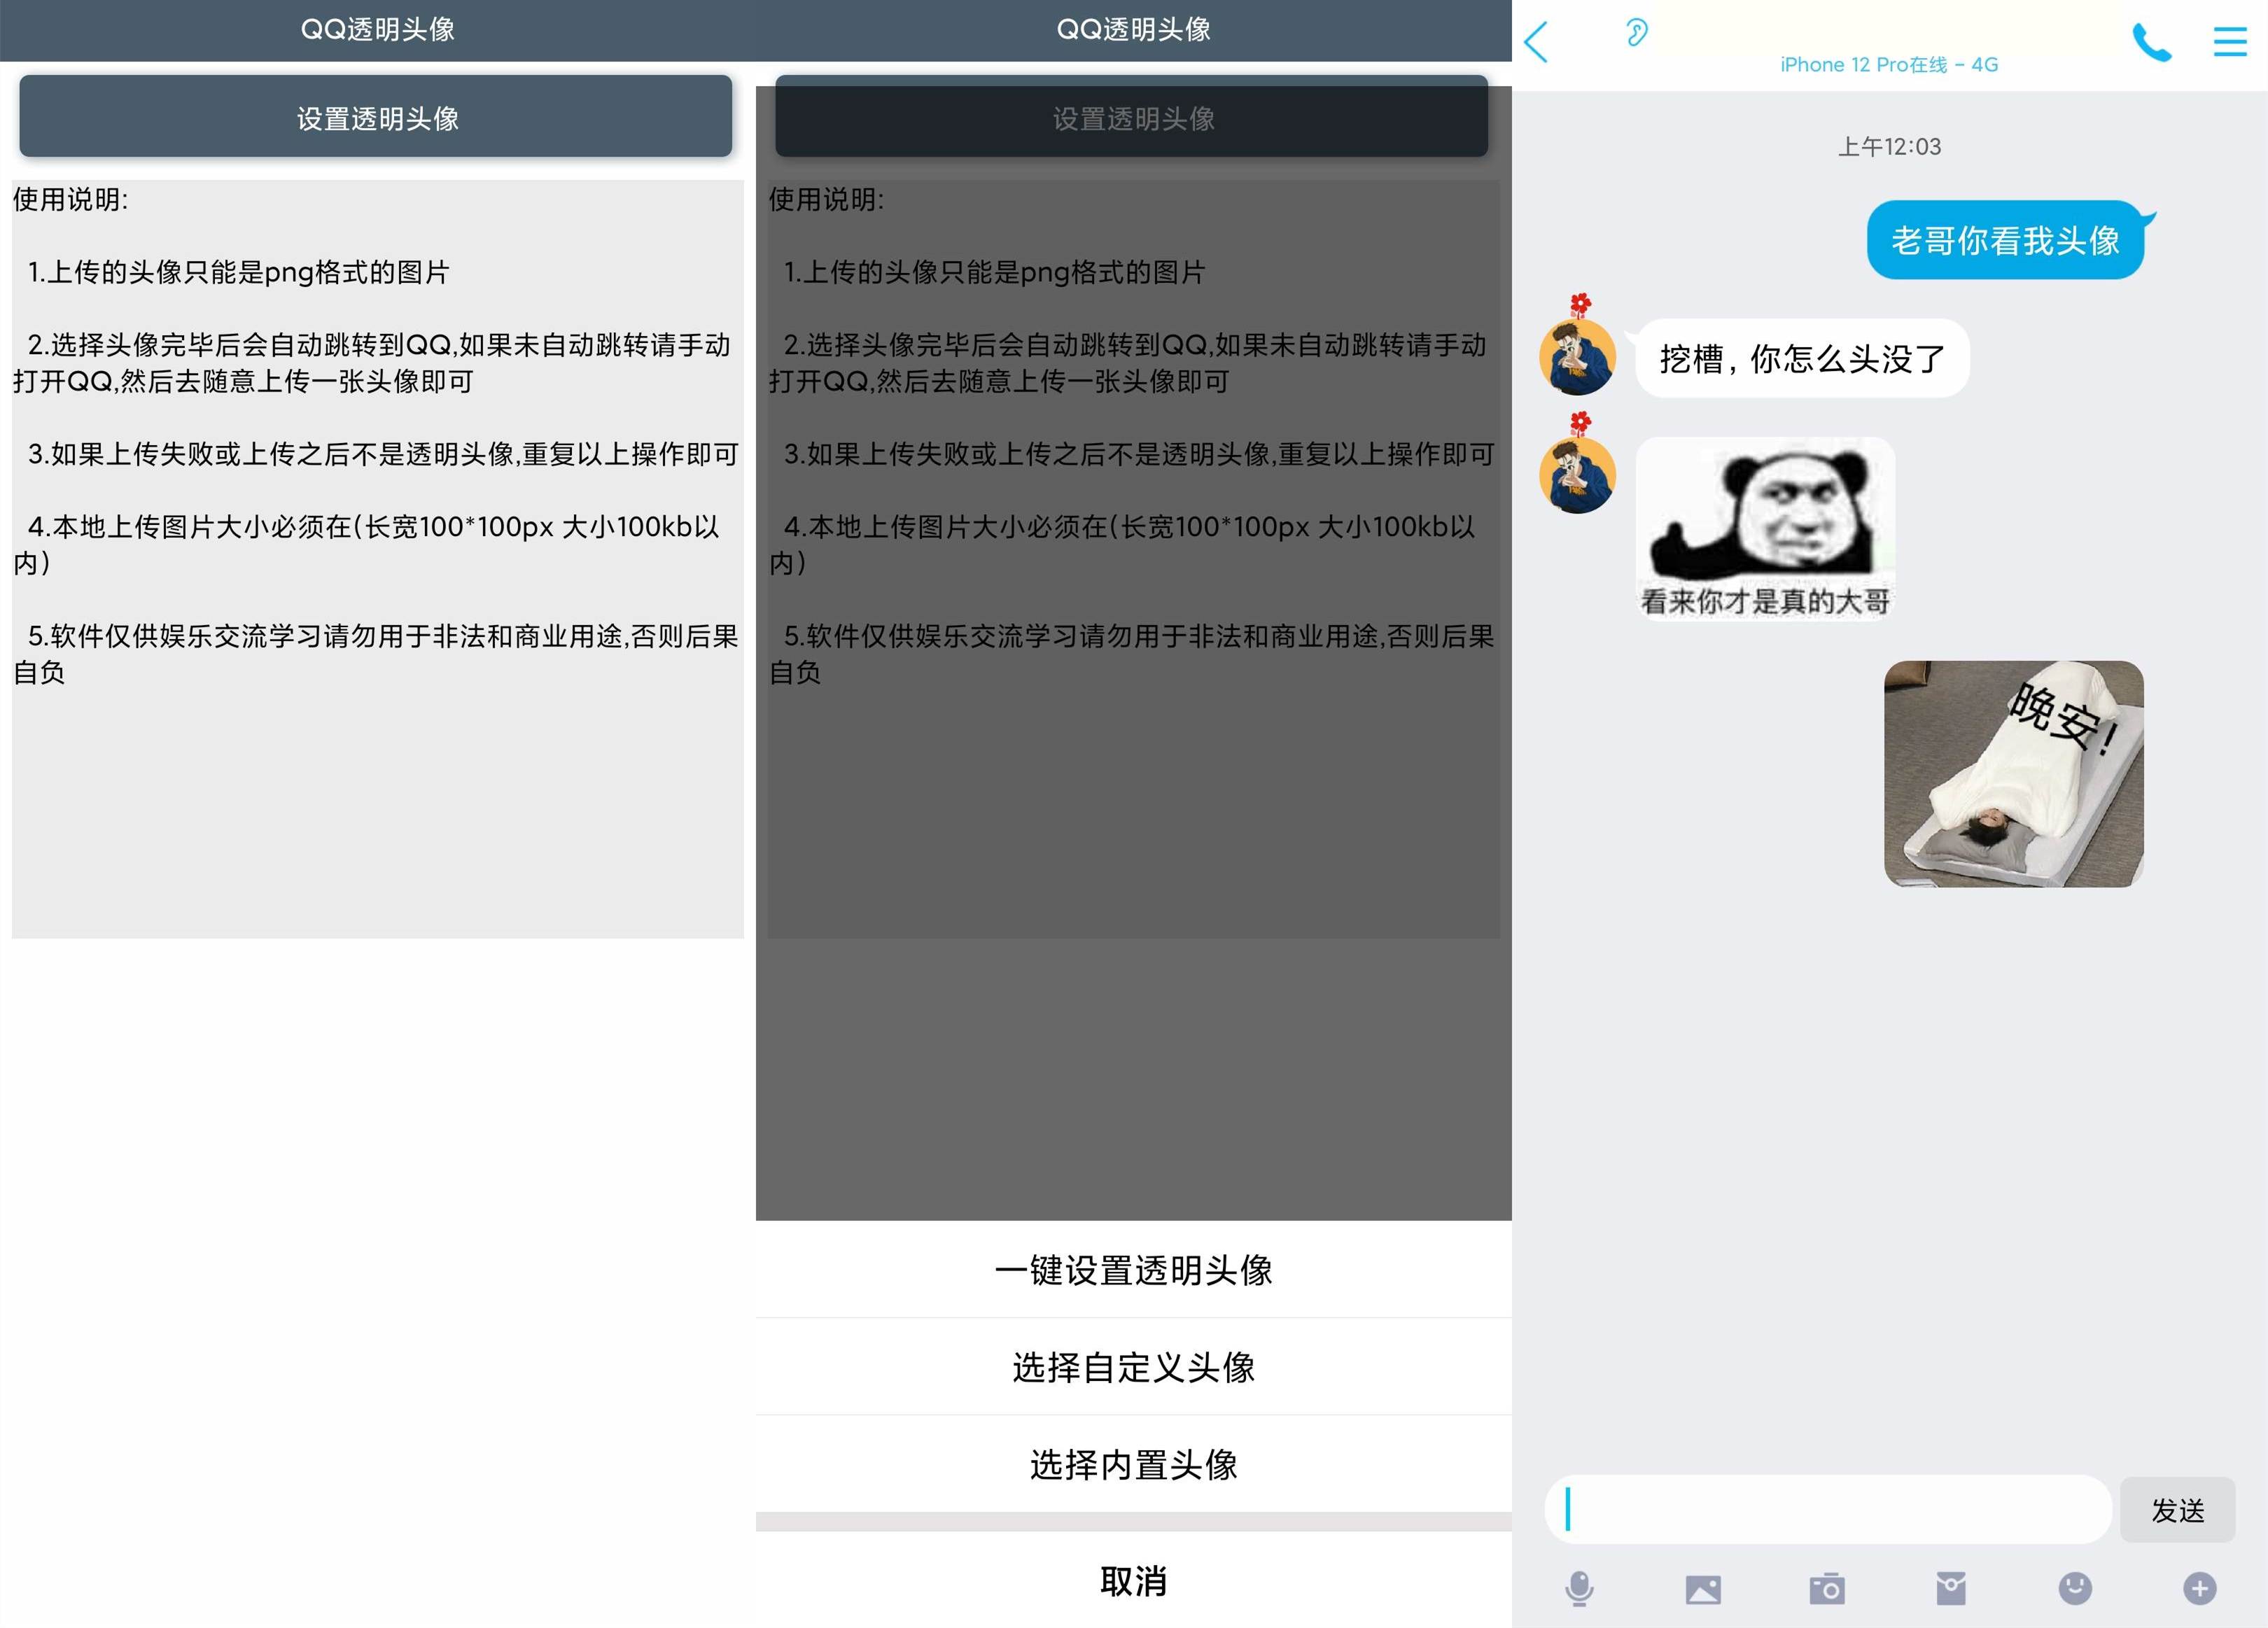 QQ透明头像
设置透明头像
使用说明:
1.上传的头像只能是png格式的图片
2.选择头像完毕后会自动跳转到QQ,如果未自动跳转请手动
打开QQ,然后去随意上传一张头像即可
3.如果上传失败或上传之后不是透明头像,重复以上操作即可
4.本地上传图片大小必须在(长宽100*100px 大小100kb以
内)
5.软件仅供娱乐交流学习请勿用于非法和商业用途,否则后果
自负
QQ透明头像
设置透明头像
使用说明:
1.上传的头像只能是png格式的图片
2.选择头像完毕后会自动跳转到QQ,如果未自动跳转请手动
打开QQ,然后去随意上传一张头像即可
3.如果上传失败或上传之后不是透明头像,重复以上操作即可
4.本地上传图片大小必须在(长宽100*100px 大小100kb以
内)
5.软件仅供娱乐交流学习请勿用于非法和商业用途,否则后果
自负
一键设置透明头像
选择自定义头像
选择内置头像
取消
iPhone 12 Pro在线 - 4G
上午12:03
老哥你看我头像
挖槽，你怎么头没了
看来你才是真的大哥
晚安!
发送